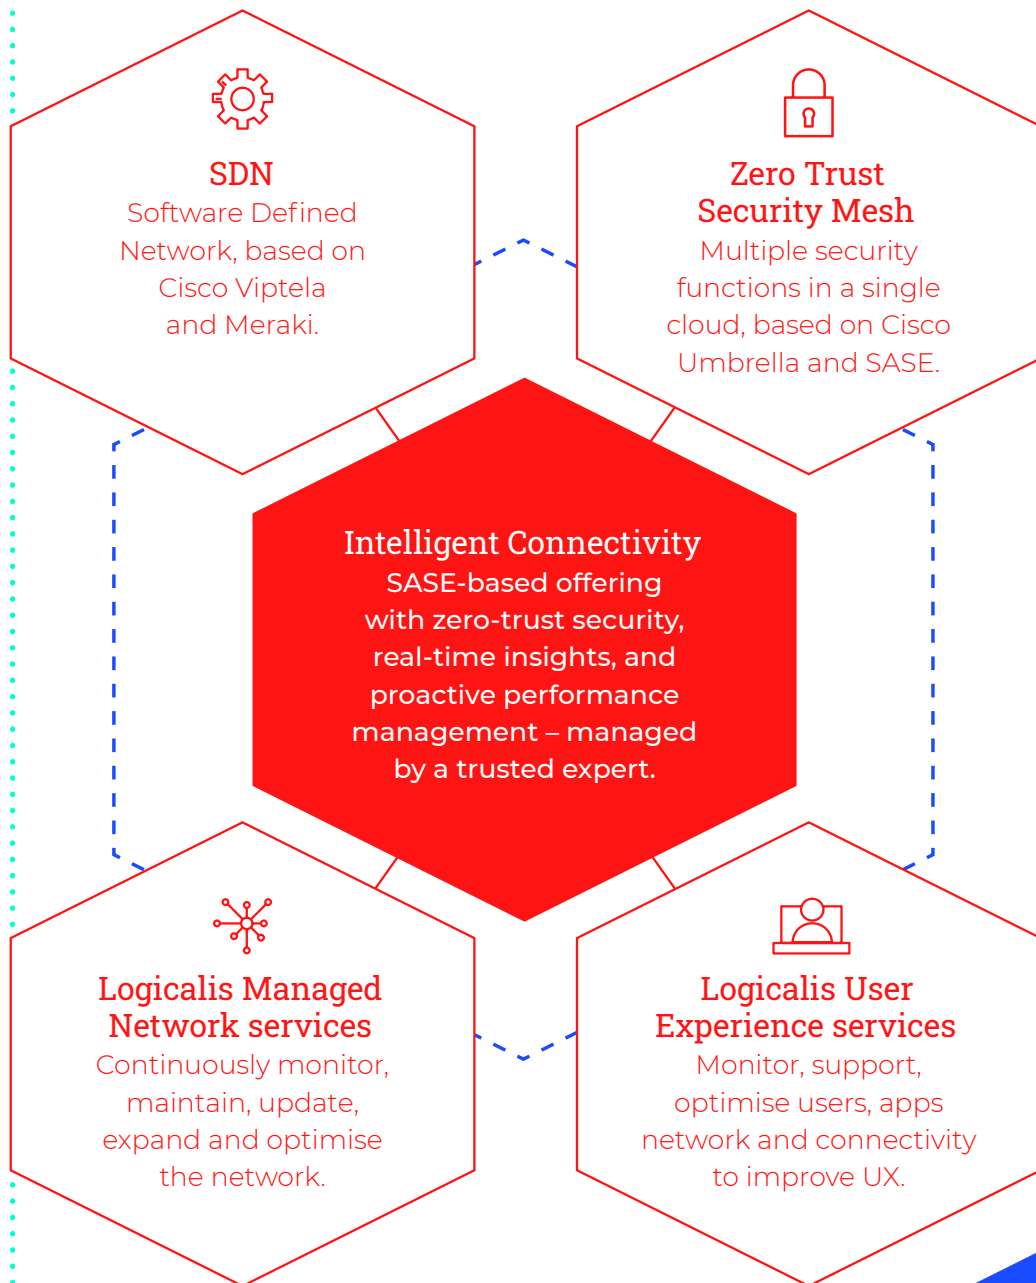 SDN
Software Defined
Network, based on
Cisco Viptela
and Meraki.
Zero Trust
Security Mesh
Multiple security
functions in a single
cloud, based on Cisco
Umbrella and SASE.
Intelligent Connectivity
SASE-based offering
with zero-trust security,
real-time insights, and
proactive performance
management – managed
by a trusted expert.
Logicalis Managed
Network services
Continuously monitor,
maintain, update,
expand and optimise
the network.
Logicalis User
Experience services
Monitor, support,
optimise users, apps
network and connectivity
to improve UX.